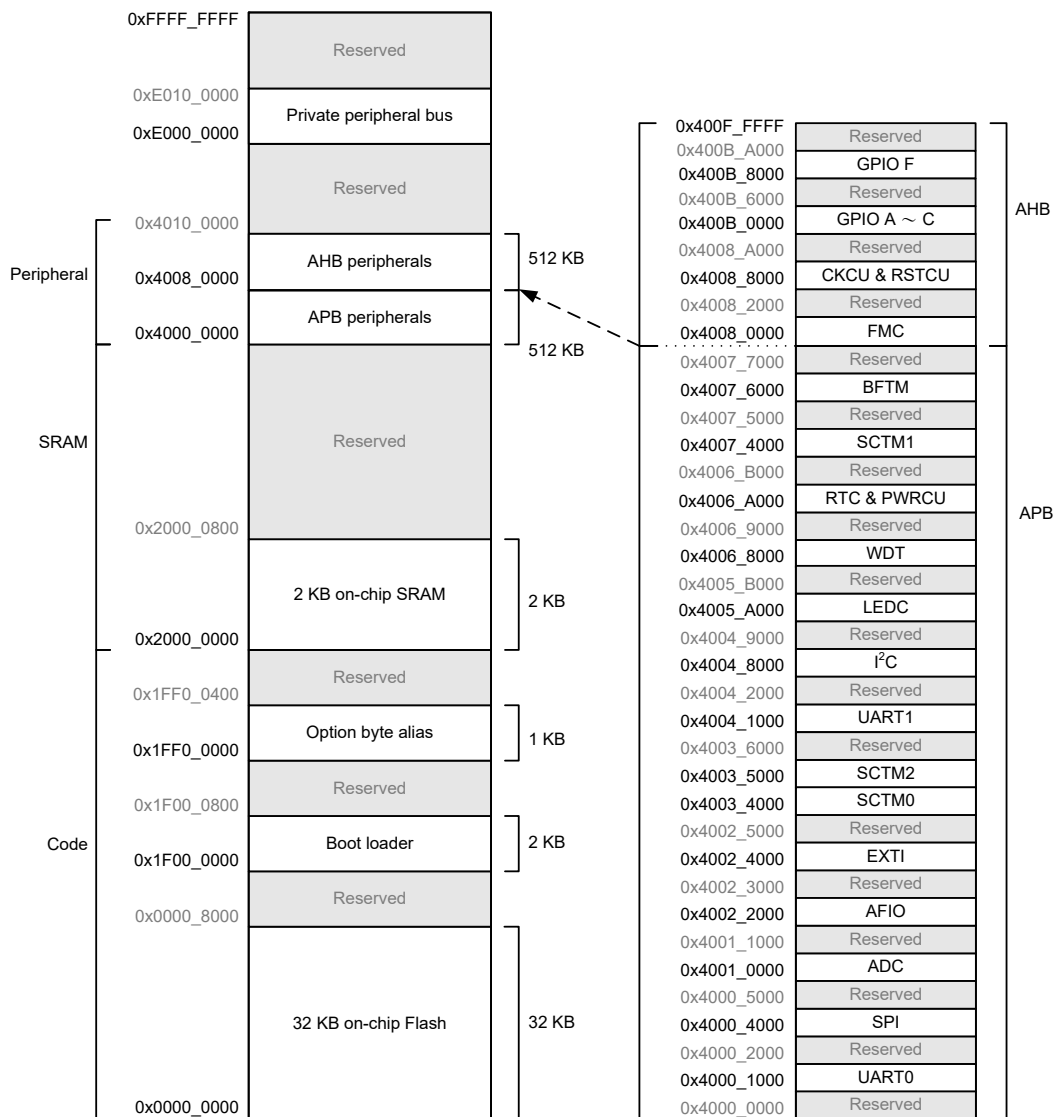 0xFFFF_FFFF
Reserved
0xE010_0000
Private peripheral bus
0xE000_0000
Reserved
0x4010_0000
AHB peripherals
512 KB
Peripheral
0x4008_0000
APB peripherals
0x4000_0000
512 KB
SRAM
Reserved
0x2000_0800
2 KB on-chip SRAM
2 KB
0x2000_0000
Reserved
0x1FF0_0400
Option byte alias
1 KB
0x1FF0_0000
Reserved
0x1F00_0800
Code
Boot loader
2 KB
0x1F00_0000
Reserved
0x0000_8000
32 KB on-chip Flash
32 KB
0x0000_0000
0x400F_FFFF
Reserved
0x400B_A000
GPIO F
0x400B_8000
Reserved
0x400B_6000
GPIO A ~ C
0x400B_0000
AHB
Reserved
0x4008_A000
CKCU & RSTCU
0x4008_8000
Reserved
0x4008_2000
FMC
0x4008_0000
Reserved
0x4007_7000
BFTM
0x4007_6000
Reserved
0x4007_5000
SCTM1
0x4007_4000
Reserved
0x4006_B000
RTC & PWRCU
0x4006_A000
APB
Reserved
0x4006_9000
WDT
0x4006_8000
Reserved
0x4005_B000
LEDC
0x4005_A000
Reserved
0x4004_9000
I²C
0x4004_8000
Reserved
0x4004_2000
UART1
0x4004_1000
Reserved
0x4003_6000
SCTM2
0x4003_5000
SCTM0
0x4003_4000
Reserved
0x4002_5000
EXTI
0x4002_4000
Reserved
0x4002_3000
AFIO
0x4002_2000
Reserved
0x4001_1000
ADC
0x4001_0000
Reserved
0x4000_5000
SPI
0x4000_4000
Reserved
0x4000_2000
UART0
0x4000_1000
Reserved
0x4000_0000